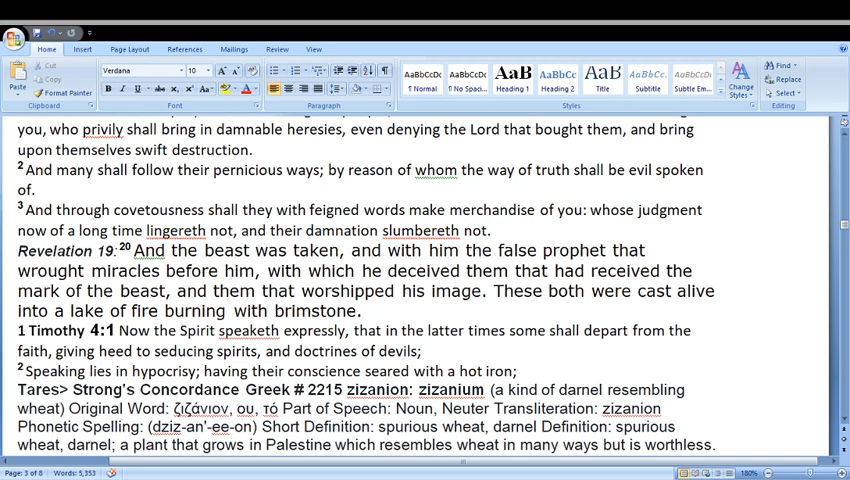 Home Insert Page Layout References Mailings Review View
Cut
Copy
Format Painter
Paste
Clipboard
Verdana 10
Font
Paragraph
AaBbCcDc AaBbCcDc AaBbC AaBbCc AaBb AaBbCc. AaBbCcDc
¶ Normal ¶ No Spaci... Heading 1 Heading 2 Title Subtitle Subtle Em...
Change Styles
Styles
Find
Replace
Select
Editing
you, who privily shall bring in damnable heresies, even denying the Lord that bought them, and bring
upon themselves swift destruction.
2 And many shall follow their pernicious ways; by reason of whom the way of truth shall be evil spoken
of.
3 And through covetousness shall they with feigned words make merchandise of you: whose judgment
now of a long time lingereth not, and their damnation slumbereth not.
Revelation 19:20 And the beast was taken, and with him the false prophet that
wrought miracles before him, with which he deceived them that had received the
mark of the beast, and them that worshipped his image. These both were cast alive
into a lake of fire burning with brimstone.
1 Timothy 4:1 Now the Spirit speaketh expressly, that in the latter times some shall depart from the
faith, giving heed to seducing spirits, and doctrines of devils;
2 Speaking lies in hypocrisy; having their conscience seared with a hot iron;
Tares> Strong's Concordance Greek # 2215 zizanion: zizanium (a kind of darnel resembling
wheat) Original Word: ζιζάνιον, ου, τό Part of Speech: Noun, Neuter Transliteration: zizanion
Phonetic Spelling: (dziz-an'-ee-on) Short Definition: spurious wheat, darnel Definition: spurious
wheat, darnel; a plant that grows in Palestine which resembles wheat in many ways but is worthless.
Page: 3 of 8 Words: 5,353 180%